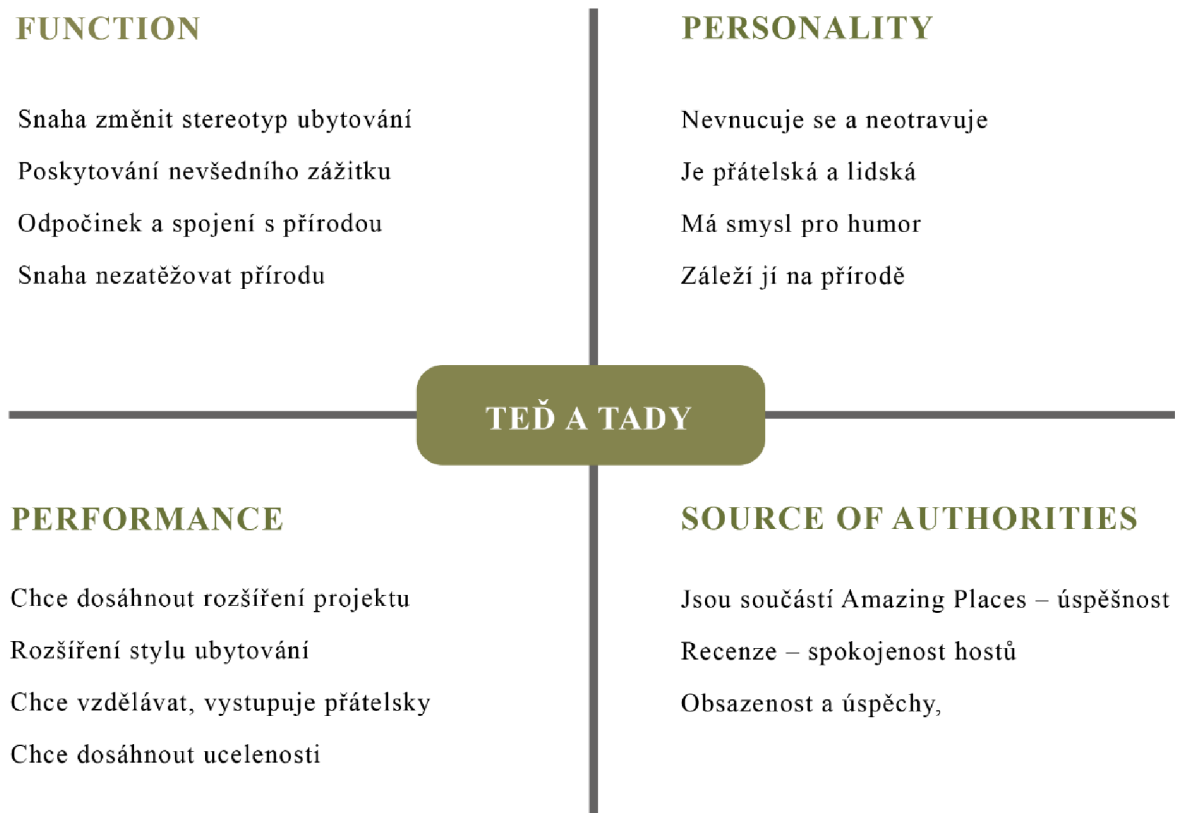 FUNCTION
Snaha změnit stereotyp ubytování
Poskytování nevšedního zážitku
Odpočinek a spojení s přírodou
Snaha nezatěžovat přírodu
PERSONALITY
Nevnucuje se a neotravuje
Je přátelská a lidská
Má smysl pro humor
Záleží jí na přírodě
TEĎ A TADY
PERFORMANCE
Chce dosáhnout rozšíření projektu
Rozšíření stylu ubytování
Chce vzdělávat, vystupuje přátelsky
Chce dosáhnout ucelenosti
SOURCE OF AUTHORITIES
Jsou součástí Amazing Places – úspěšnost
Recenze – spokojenost hostů
Obsazenost a úspěchy,